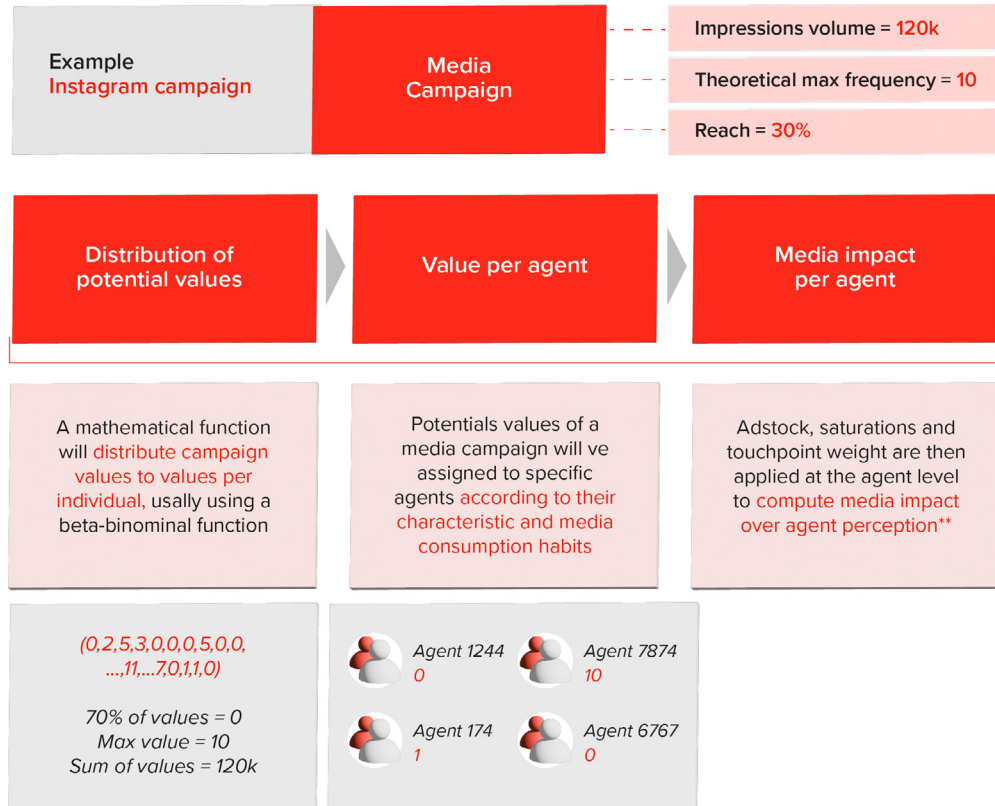 Example
Instagram campaign
Media
Campaign
Impressions volume = 120k
Theoretical max frequency = 10
Reach = 30%
Distribution of
potential values
Value per agent
Media impact
per agent
A mathematical function
will distribute campaign
values to values per
individual, usally using a
beta-binominal function
Potentials values of a
media campaign will ve
assigned to specific
agents according to their
characteristic and media
consumption habits
Adstock, saturations and
touchpoint weight are then
applied at the agent level
to compute media impact
over agent perception**
(0,2,5,3,0,0,0,5,0,0,
...,11,...7,0,1,1,0)
70% of values = 0
Max value = 10
Sum of values = 120k
Agent 1244
0
Agent 7874
10
Agent 174
1
Agent 6767
0